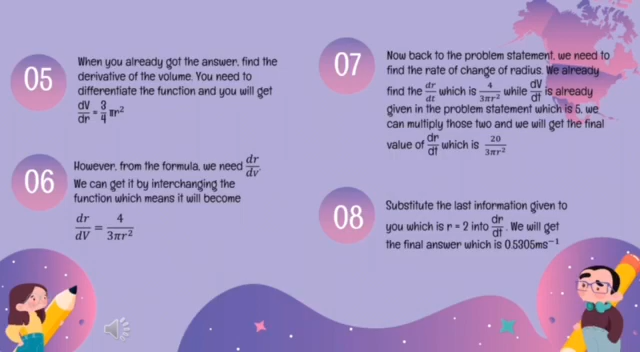 05
When you already got the answer, find the
derivative of the volume. You need to
differentiate the function and you will get
dV/dr = 3/4 πr²
06
However, from the formula, we need dr/dv.
We can get it by interchanging the
function which means it will become
dr/dV = 4/3πr²
07
Now back to the problem statement, we need to
find the rate of change of radius. We already
find the dr/dt which is 4/3πr² while dV/dt is already
given in the problem statement which is 5, we
can multiply those two and we will get the final
value of dr/dt which is 20/3πr²
08
Substitute the last information given to
you which is r = 2 into dr/dt. We will get
the final answer which is 0.5305ms⁻¹